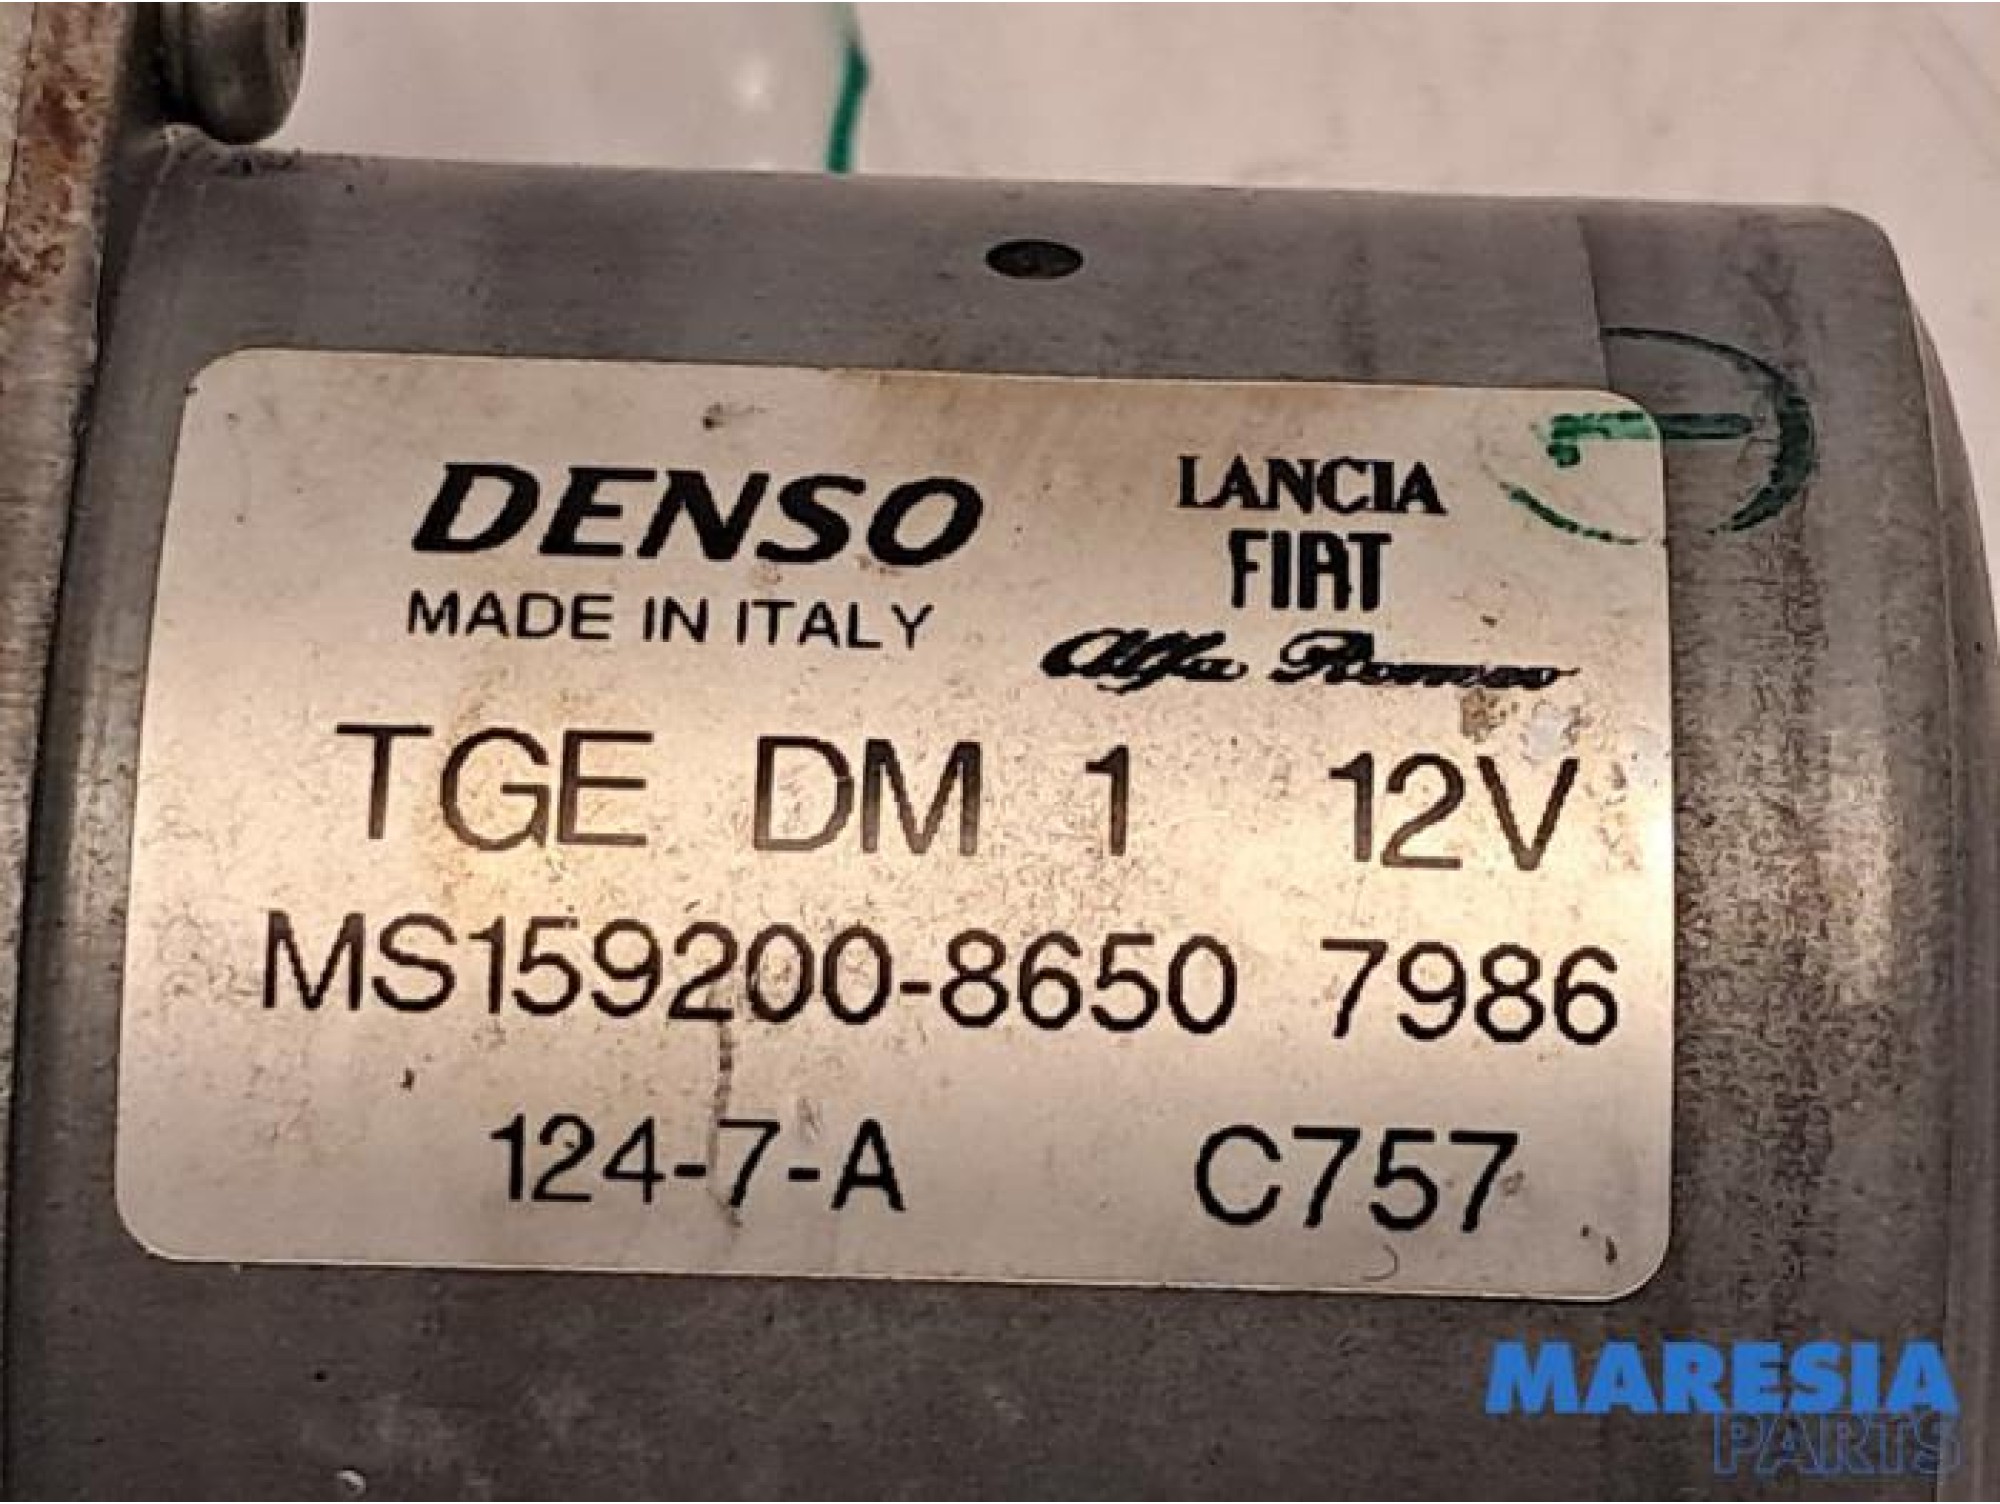 DENSO
MADE IN ITALY
LANCIA
FIAT
Alfa Romeo
TGE DM 1 12V
MS159200-8650 7986
124-7-A C757
MARESIA
PARTS